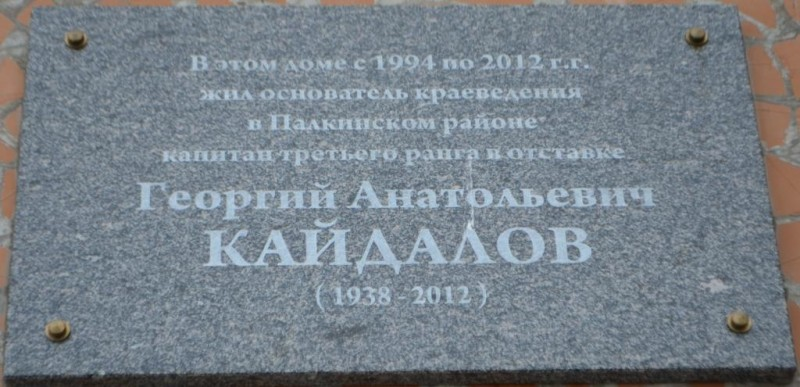 В этом доме с 1994 по 2012 г.г.
жил основатель краеведения
в Палкинском районе
капитан третьего ранга в отставке
Георгий Анатольевич
КАЙДАЛОВ
( 1938 - 2012 )